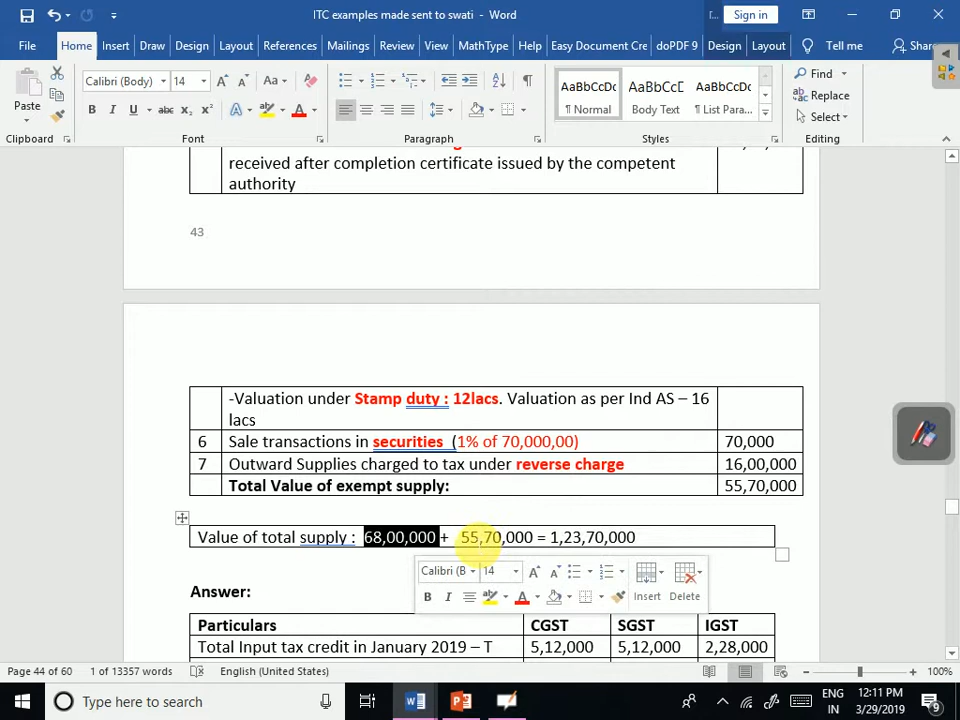 ITC examples made sent to swati - Word
Sign in
File Home Insert Draw Design Layout References Mailings Review View MathType Help Easy Document Cre doPDF 9 Design Layout Tell me Share
Paste
Clipboard
Calibri (Body) 14
Font
Paragraph
AaBbCcDc AaBbCcDc AaBbCcDc
¶ Normal Body Text ¶ List Para...
Styles
Find
Replace
Select
Editing
received after completion certificate issued by the competent
authority
43
-Valuation under Stamp duty : 12lacs. Valuation as per Ind AS – 16
lacs
6 Sale transactions in securities (1% of 70,000,00) 70,000
7 Outward Supplies charged to tax under reverse charge 16,00,000
Total Value of exempt supply: 55,70,000
Value of total supply : 68,00,000 + 55,70,000 = 1,23,70,000
Calibri (B 14
Insert Delete
Answer:
Particulars CGST SGST IGST
Total Input tax credit in January 2019 – T 5,12,000 5,12,000 2,28,000
Page 44 of 60 1 of 13357 words English (United States) 100%
Type here to search
ENG
IN
12:11 PM
3/29/2019
9